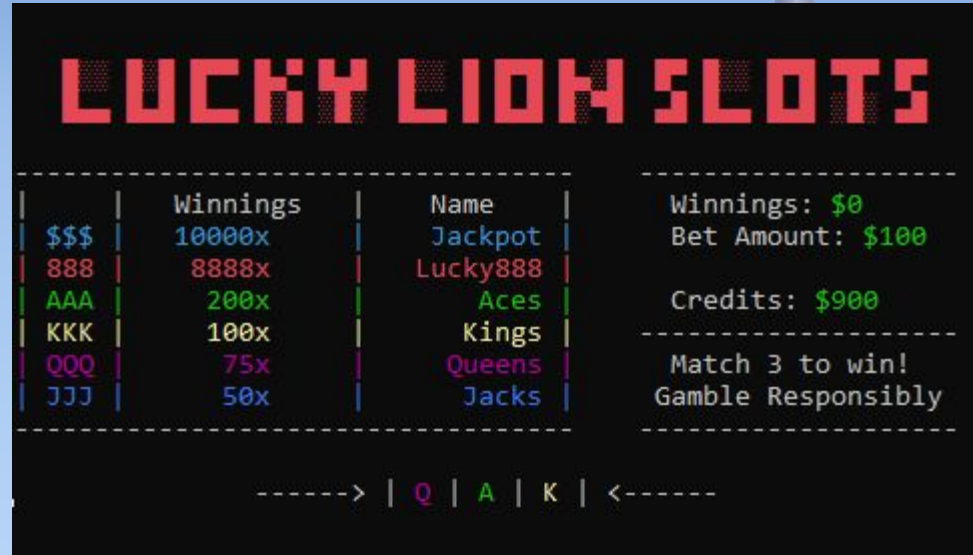 LUCKY LION SLOTS
-----------------------------------
| | Winnings | Name |
| $$$ | 10000x | Jackpot |
| 888 | 8888x | Lucky888 |
| AAA | 200x | Aces |
| KKK | 100x | Kings |
| QQQ | 75x | Queens |
| JJJ | 50x | Jacks |
-----------------------------------
--------------------
Winnings: $0
Bet Amount: $100
Credits: $900
--------------------
Match 3 to win!
Gamble Responsibly
--------------------
------> | Q | A | K | <------